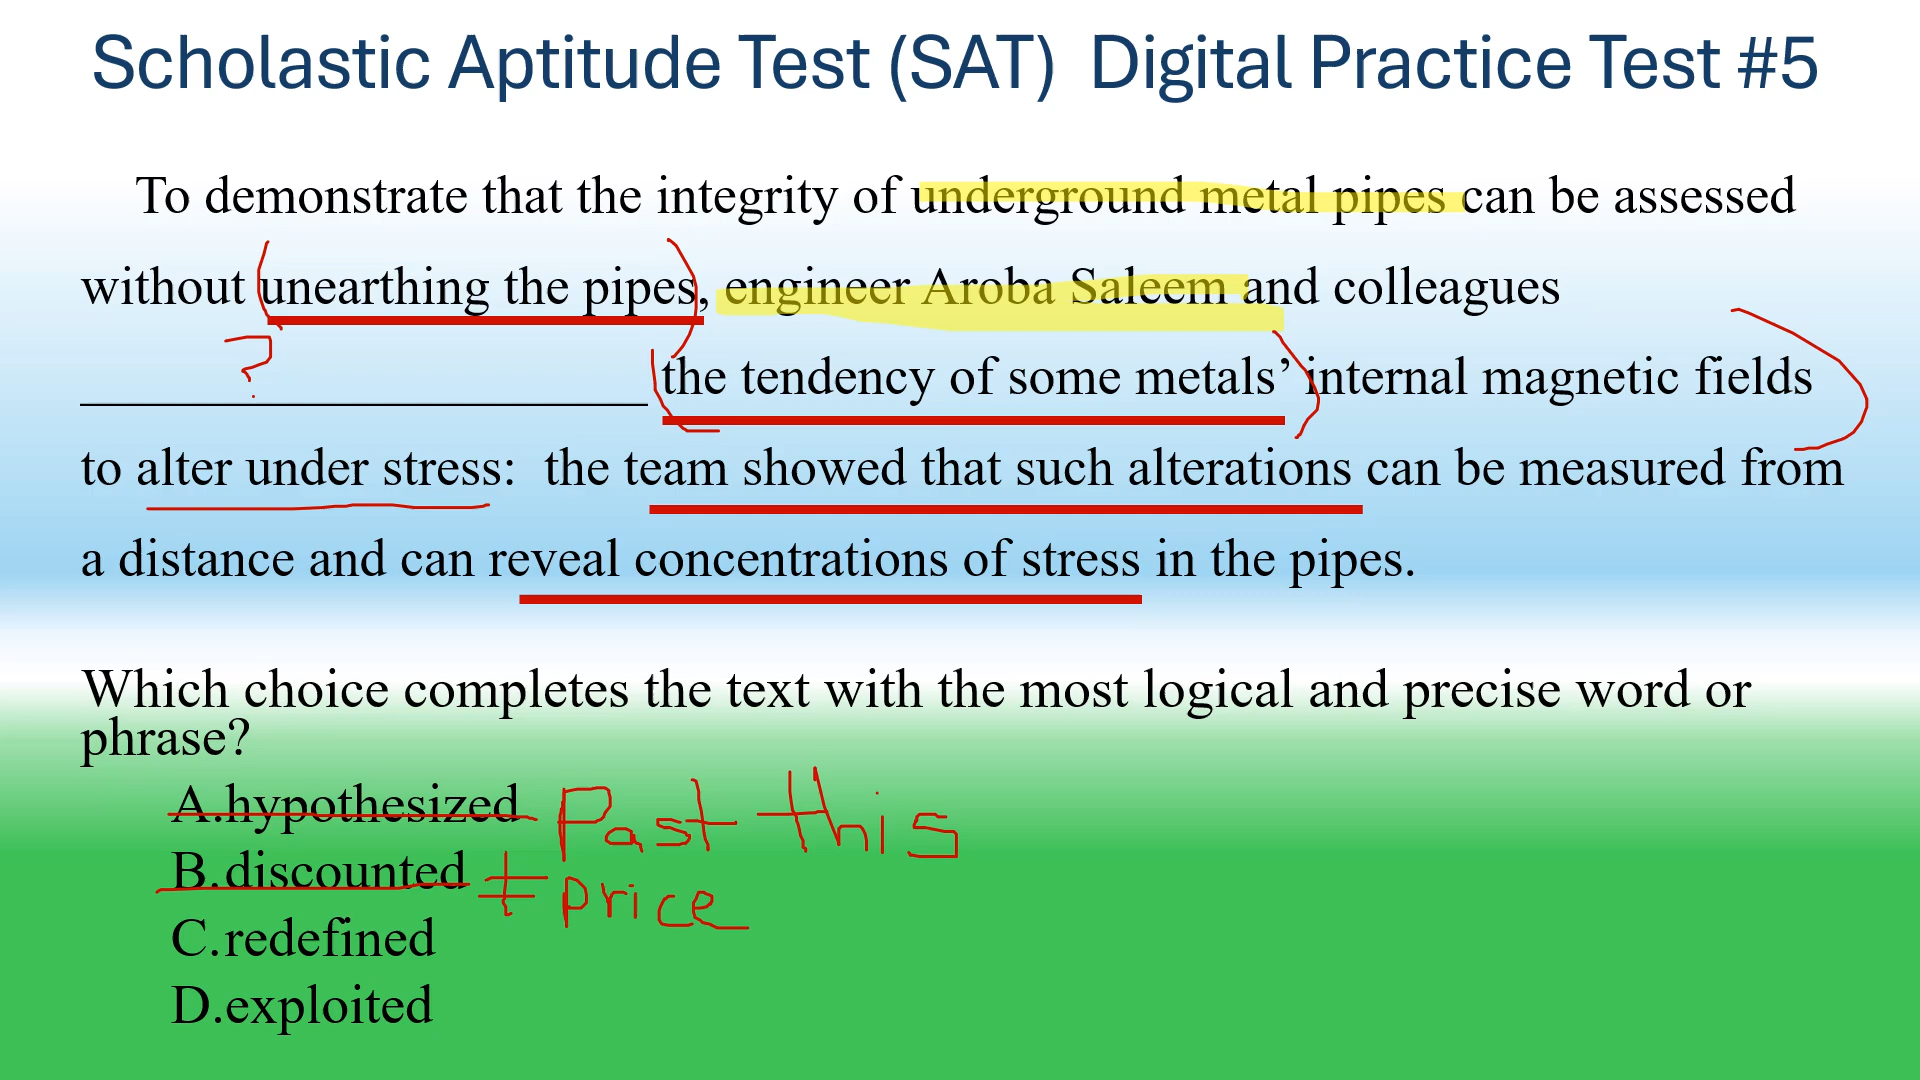 Scholastic Aptitude Test (SAT) Digital Practice Test #5
To demonstrate that the integrity of underground metal pipes can be assessed
without unearthing the pipes, engineer Aroba Saleem and colleagues
?
____________________ the tendency of some metals’ internal magnetic fields
to alter under stress: the team showed that such alterations can be measured from
a distance and can reveal concentrations of stress in the pipes.
Which choice completes the text with the most logical and precise word or
phrase?
A.hypothesized Past this
B.discounted ≠ price
C.redefined
D.exploited